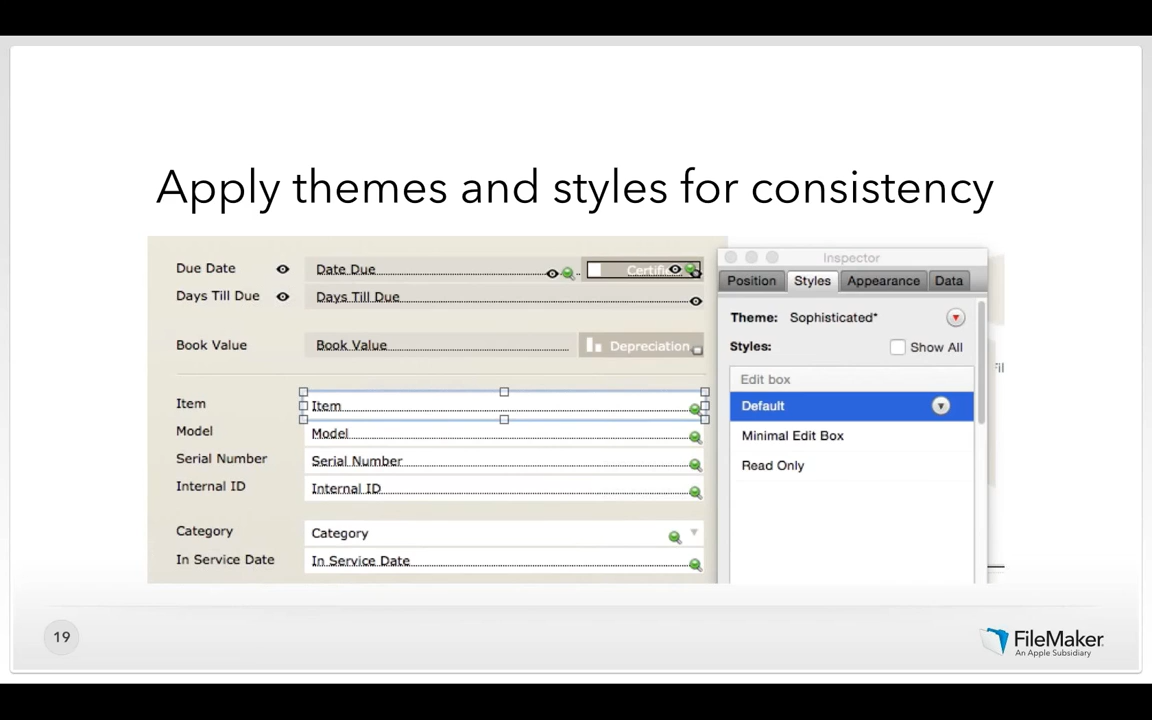 Apply themes and styles for consistency
Due Date Date Due
Days Till Due Days Till Due
Book Value Book Value Depreciation
Item Item
Model Model
Serial Number Serial Number
Internal ID Internal ID
Category Category
In Service Date In Service Date
Inspector
Position Styles Appearance Data
Theme: Sophisticated*
Styles: Show All
Edit box
Default
Minimal Edit Box
Read Only
19
FileMaker
An Apple Subsidiary